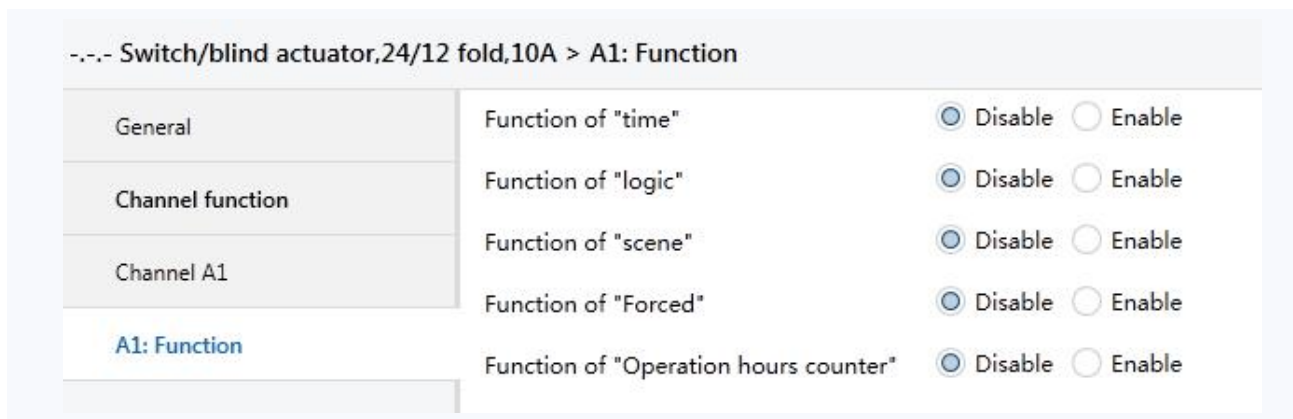 -.-.- Switch/blind actuator,24/12 fold,10A > A1: Function
General
Channel function
Channel A1
A1: Function
Function of "time" Disable Enable
Function of "logic" Disable Enable
Function of "scene" Disable Enable
Function of "Forced" Disable Enable
Function of "Operation hours counter" Disable Enable